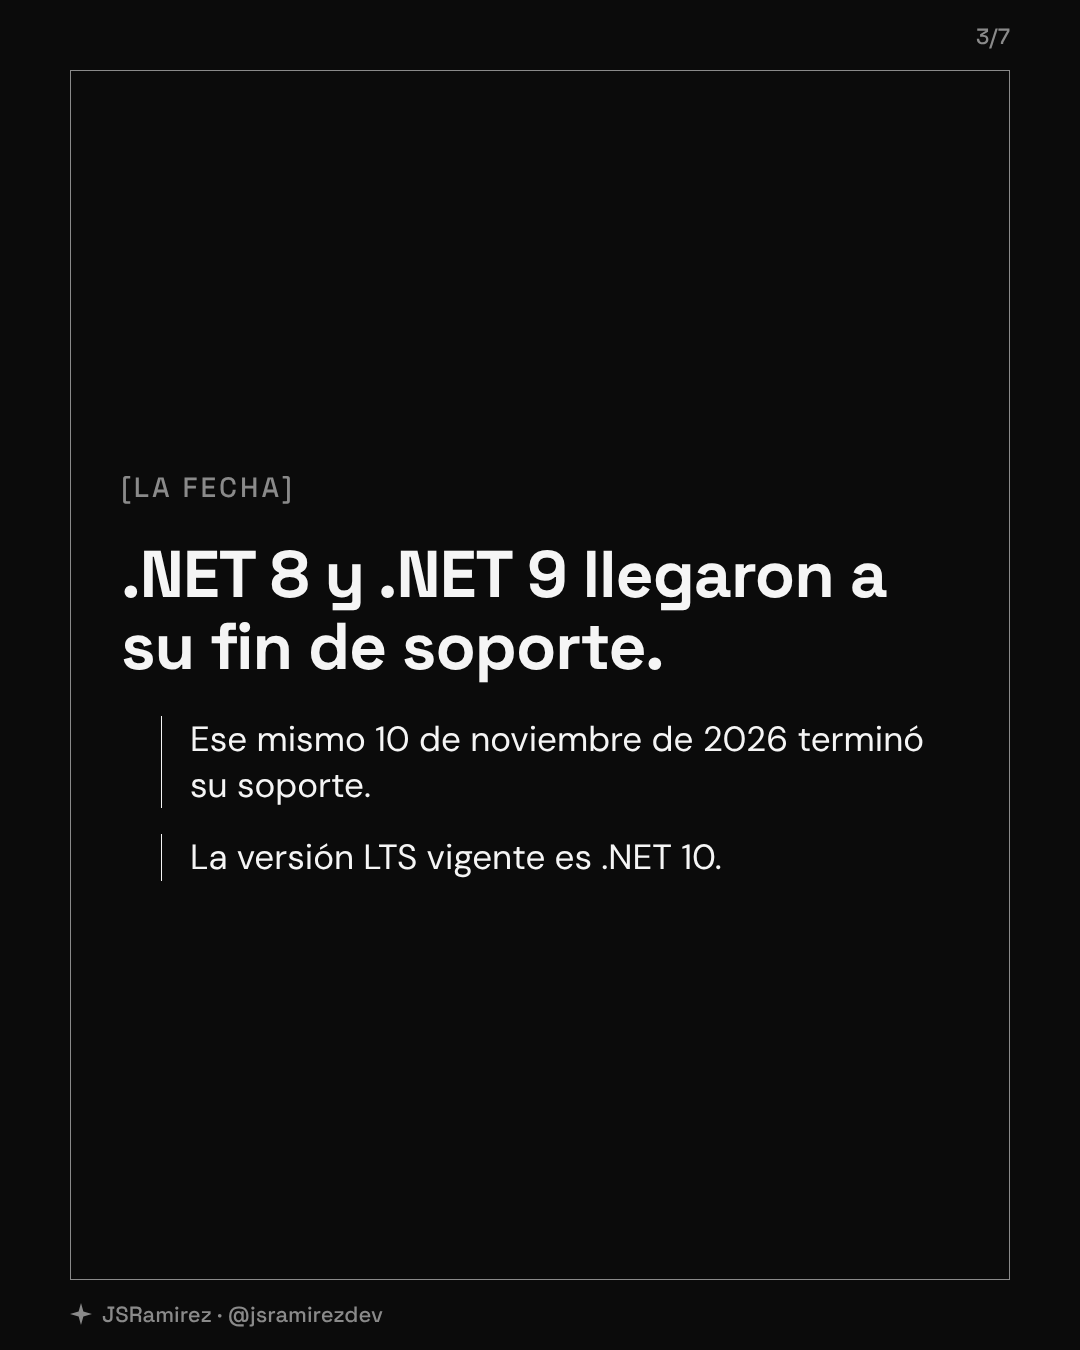 3/7
[LA FECHA]
.NET 8 y .NET 9 llegaron a
su fin de soporte.
Ese mismo 10 de noviembre de 2026 terminó
su soporte.
La versión LTS vigente es .NET 10.
JSRamirez · @jsramirezdev